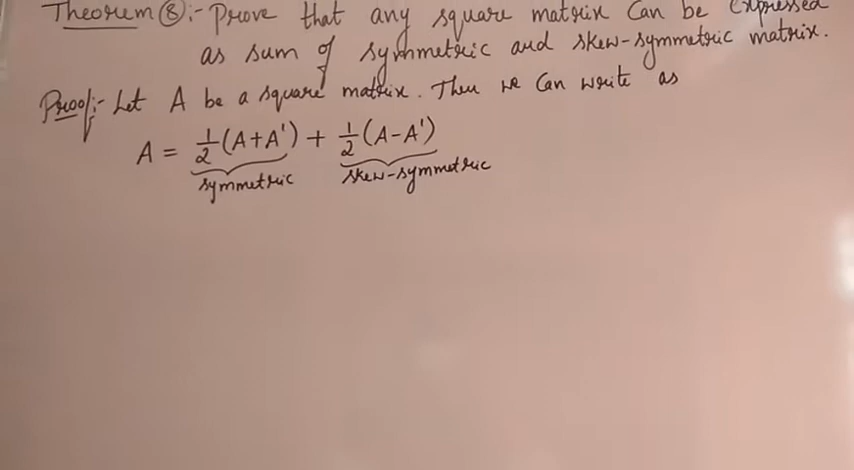 Theorem ⑧:- Prove that any square matrix Can be Expressed
as sum of symmetric and skew-symmetric matrix.
Proof:- Let A be a square matrix. Then we Can write as
A = 1/2 (A+A') + 1/2 (A-A')
symmetric skew-symmetric